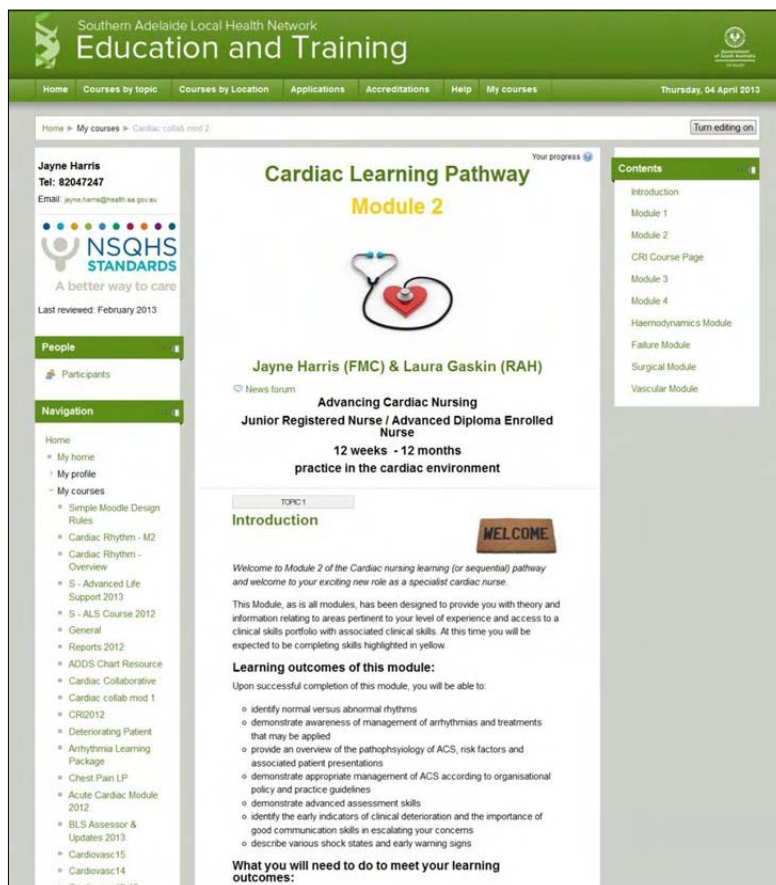 Southern Adelaide Local Health Network
Education and Training
Government
of South Australia
SA Health
Home Courses by topic Courses by Location Applications Accreditations Help My courses Thursday, 04 April 2013
Home ► My courses ► Cardiac collab mod 2
Turn editing on
Jayne Harris
Tel: 82047247
Email: jayne.harris@health.sa.gov.au
NSQHS
STANDARDS
A better way to care
Last reviewed: February 2013
People
Participants
Navigation
Home
My home
My profile
My courses
Simple Moodle Design
Rules
Cardiac Rhythm - M2
Cardiac Rhythm -
Overview
S - Advanced Life
Support 2013
S - ALS Course 2012
General
Reports 2012
ADDS Chart Resource
Cardiac Collaborative
Cardiac collab mod 1
CRI2012
Deteriorating Patient
Arrhythmia Learning
Package
Chest Pain LP
Acute Cardiac Module
2012
BLS Assessor &
Updates 2013
Cardiovasc15
Cardiovasc14
Your progress
Cardiac Learning Pathway
Module 2
Jayne Harris (FMC) & Laura Gaskin (RAH)
News forum
Advancing Cardiac Nursing
Junior Registered Nurse / Advanced Diploma Enrolled
Nurse
12 weeks - 12 months
practice in the cardiac environment
TOPIC 1
Introduction
WELCOME
Welcome to Module 2 of the Cardiac nursing learning (or sequential) pathway
and welcome to your exciting new role as a specialist cardiac nurse.
This Module, as is all modules, has been designed to provide you with theory and
information relating to areas pertinent to your level of experience and access to a
clinical skills portfolio with associated clinical skills. At this time you will be
expected to be completing skills highlighted in yellow.
Learning outcomes of this module:
Upon successful completion of this module, you will be able to:
identify normal versus abnormal rhythms
demonstrate awareness of management of arrhythmias and treatments
that may be applied
provide an overview of the pathophsyiology of ACS, risk factors and
associated patient presentations
demonstrate appropriate management of ACS according to organisational
policy and practice guidelines
demonstrate advanced assessment skills
identify the early indicators of clinical deterioration and the importance of
good communication skills in escalating your concerns
describe various shock states and early warning signs
What you will need to do to meet your learning
outcomes:
Contents
Introduction
Module 1
Module 2
CRI Course Page
Module 3
Module 4
Haemodynamics Module
Failure Module
Surgical Module
Vascular Module